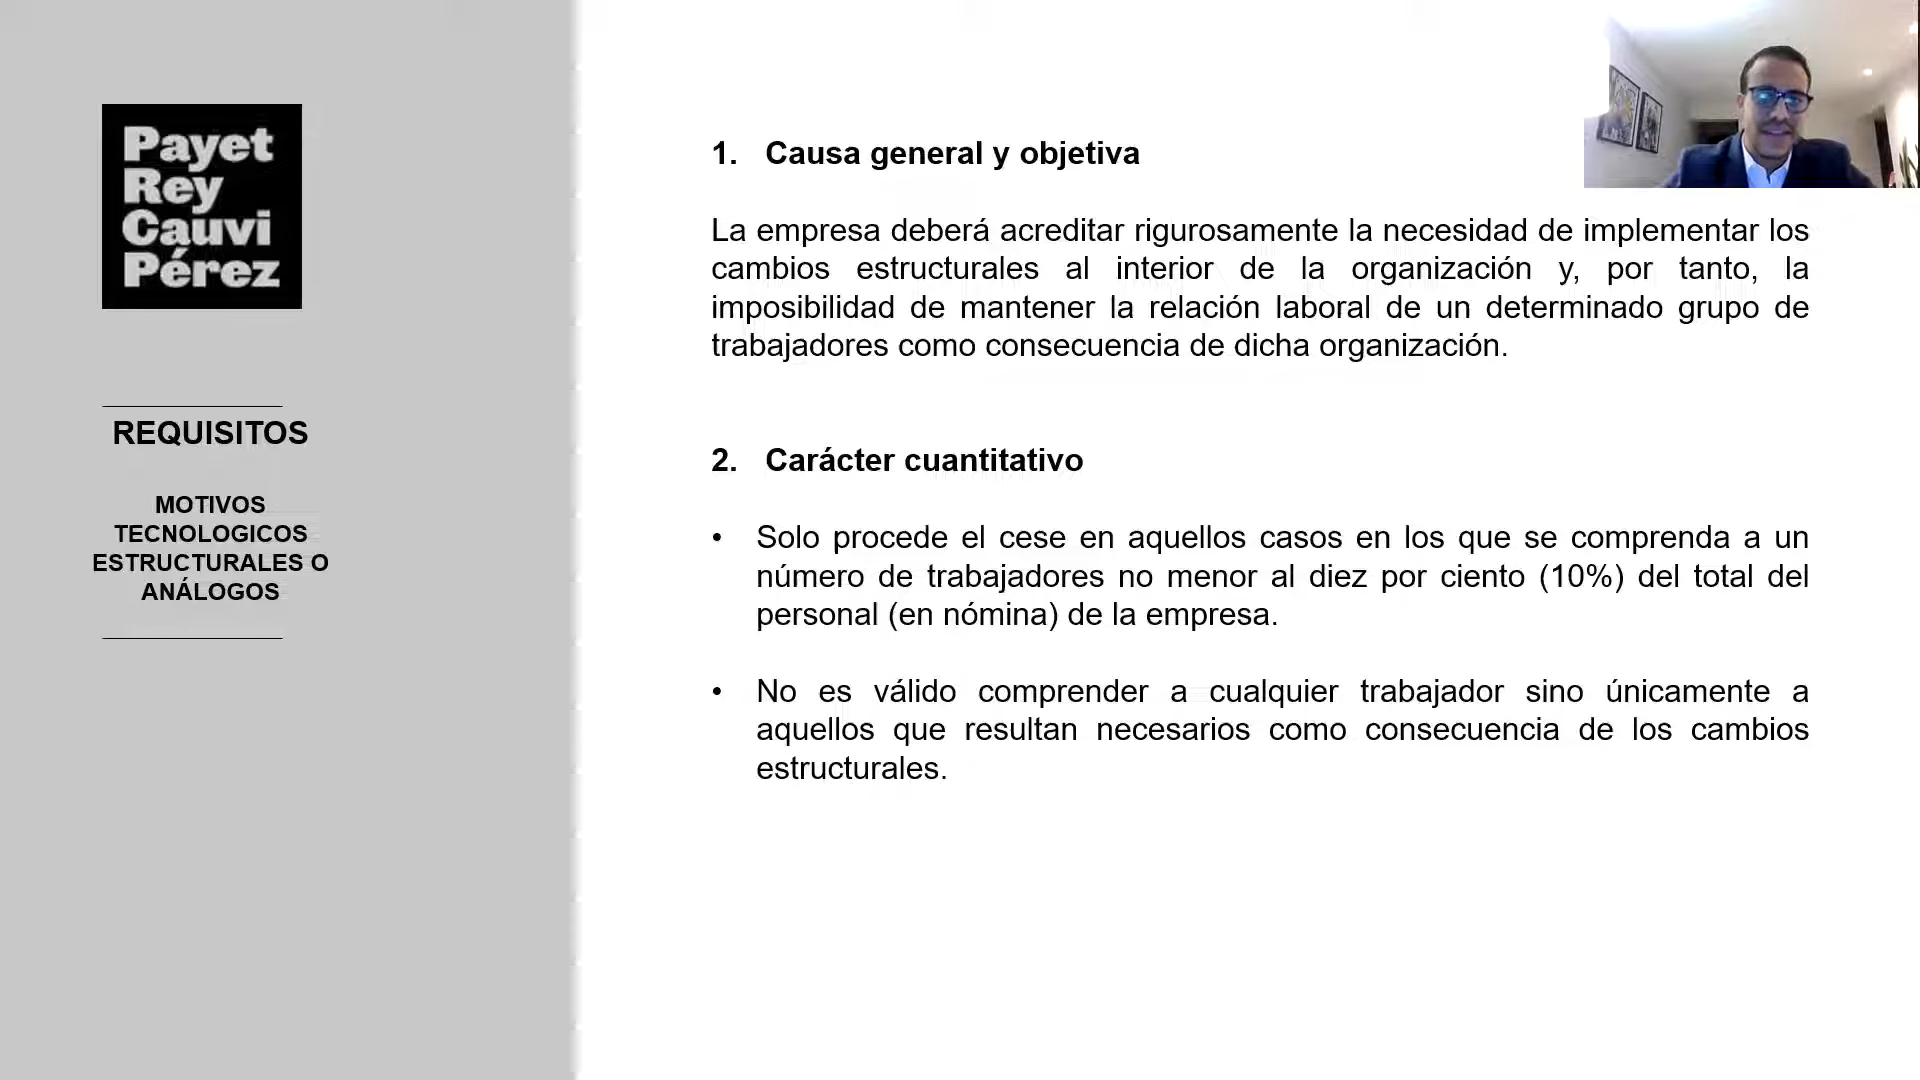 Payet
Rey
Cauvi
Pérez
REQUISITOS
MOTIVOS
TECNOLOGICOS
ESTRUCTURALES O
ANÁLOGOS
1. Causa general y objetiva
La empresa deberá acreditar rigurosamente la necesidad de implementar los
cambios estructurales al interior de la organización y, por tanto, la
imposibilidad de mantener la relación laboral de un determinado grupo de
trabajadores como consecuencia de dicha organización.
2. Carácter cuantitativo
• Solo procede el cese en aquellos casos en los que se comprenda a un
número de trabajadores no menor al diez por ciento (10%) del total del
personal (en nómina) de la empresa.
• No es válido comprender a cualquier trabajador sino únicamente a
aquellos que resultan necesarios como consecuencia de los cambios
estructurales.